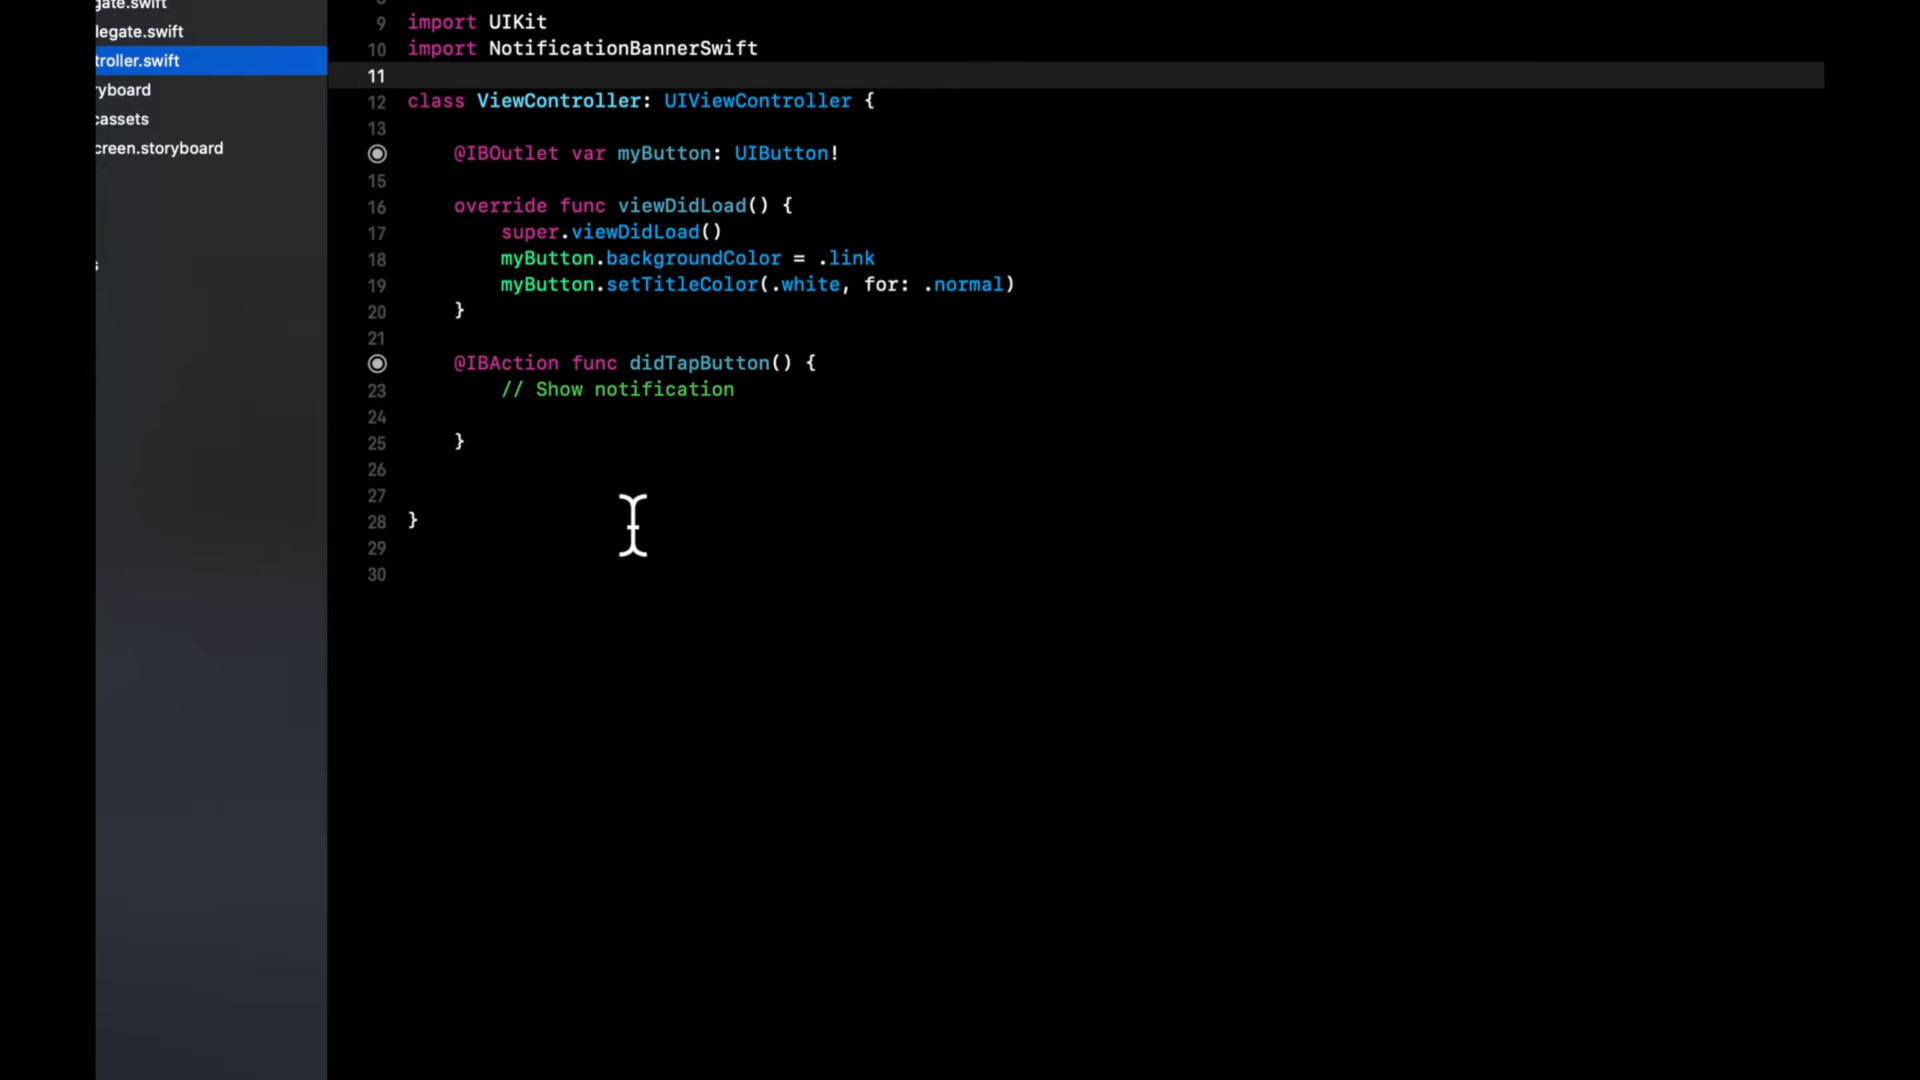 gate.swift
legate.swift
troller.swift
ryboard
cassets
creen.storyboard
s
9 import UIKit
10 import NotificationBannerSwift
11
12 class ViewController: UIViewController {
13
@IBOutlet var myButton: UIButton!
15
16 override func viewDidLoad() {
17 super.viewDidLoad()
18 myButton.backgroundColor = .link
19 myButton.setTitleColor(.white, for: .normal)
20 }
21
@IBAction func didTapButton() {
23 // Show notification
24
25 }
26
27
28 }
29
30